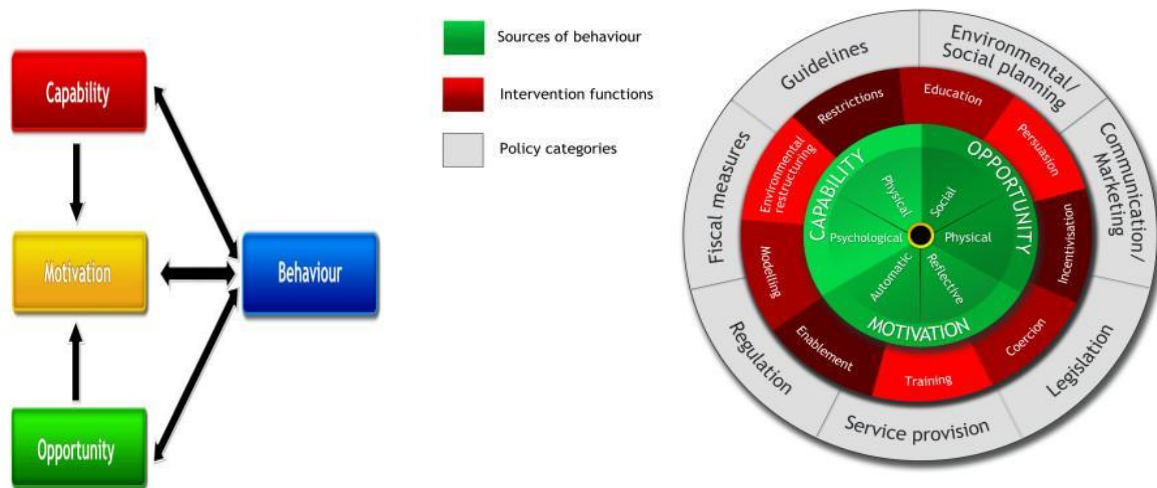 Capability
Motivation
Behaviour
Opportunity
Sources of behaviour
Intervention functions
Policy categories
Guidelines
Environmental/
Social planning
Communication/
Marketing
Legislation
Service provision
Regulation
Fiscal measures
Restrictions
Education
Persuasion
Incentivisation
Coercion
Training
Enablement
Modelling
Environmental
restructuring
CAPABILITY
OPPORTUNITY
MOTIVATION
Physical
Social
Psychological
Physical
Automatic
Reflective